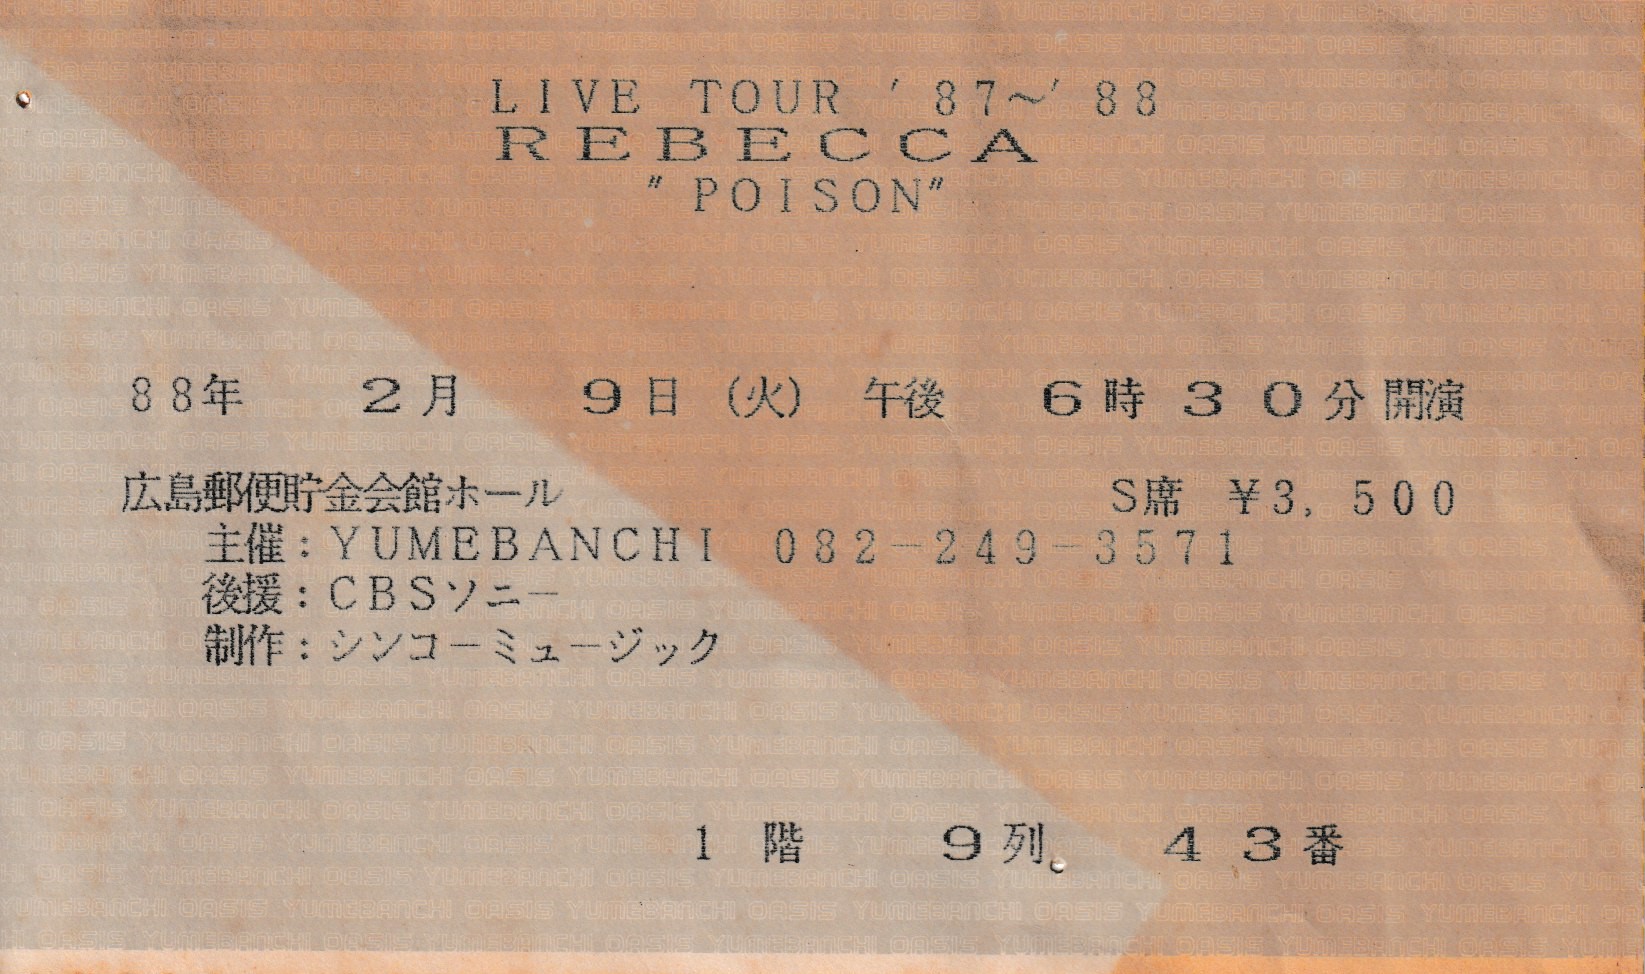 LIVE TOUR '87～'88
REBECCA
"POISON"
88年 2月 9日(火) 午後 6時30分開演
広島郵便貯金会館ホール S席 ¥3,500
主催:YUMEBANCHI 082-249-3571
後援:CBSソニー
制作:シンコーミュージック
1階 9列 43番